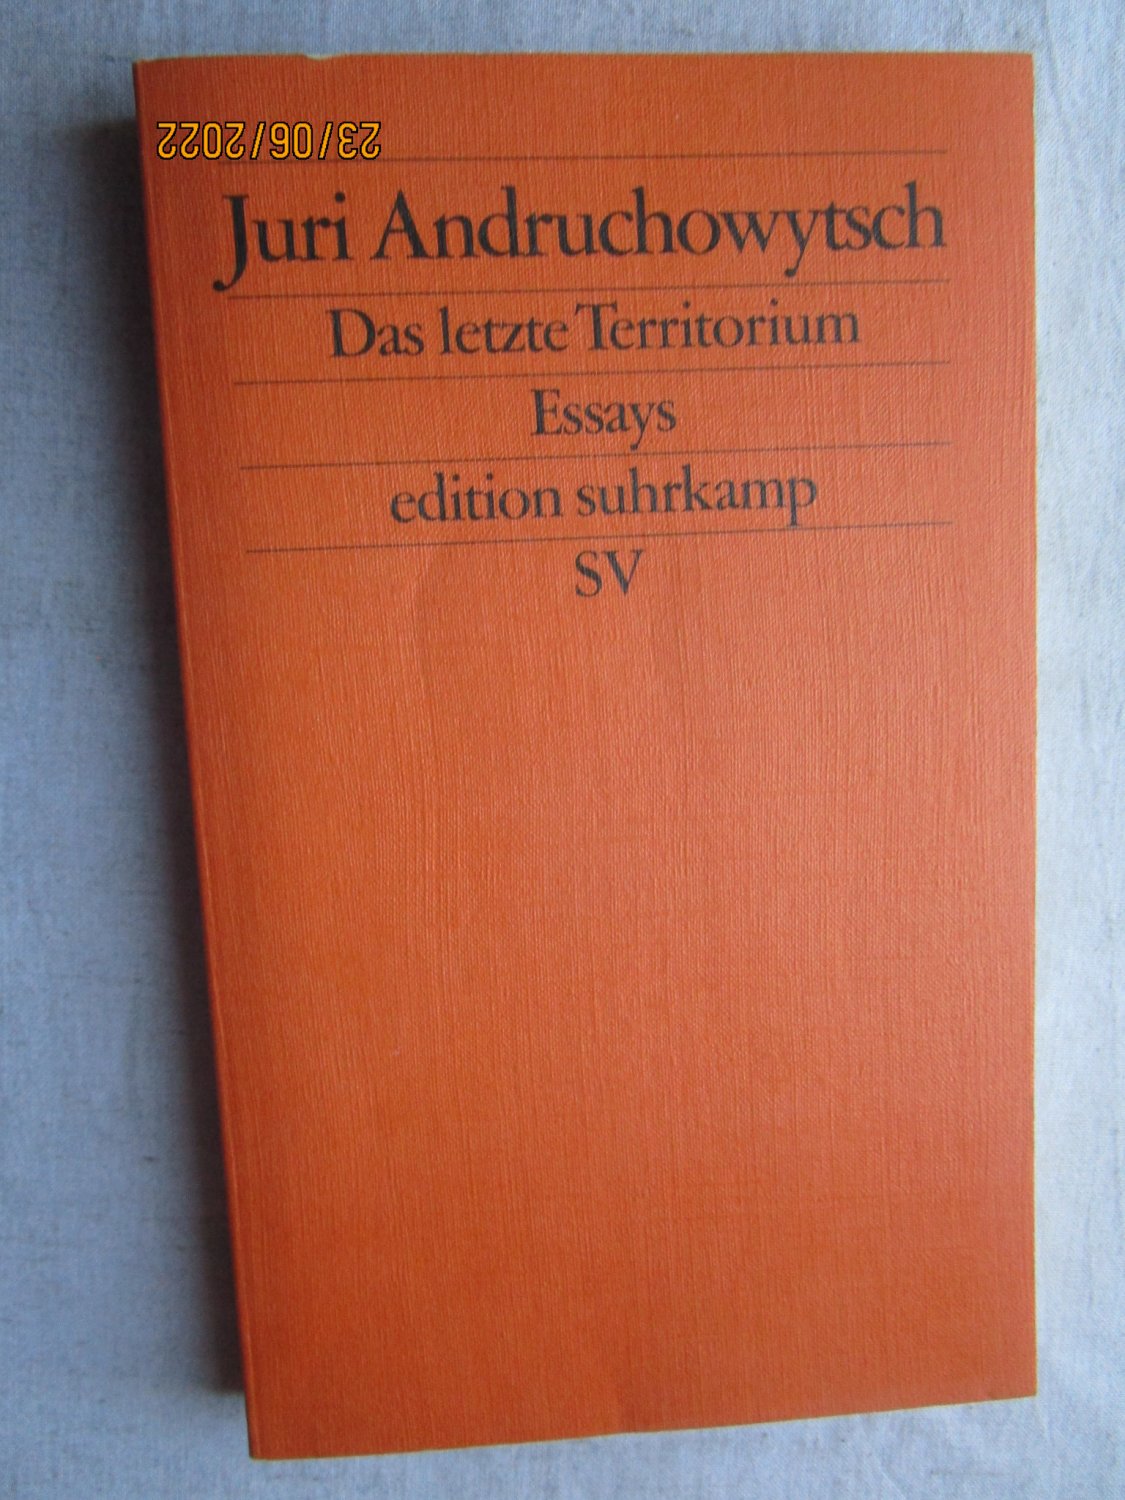 23/06/2022
Juri Andruchowytsch
Das letzte Territorium
Essays
edition suhrkamp
SV